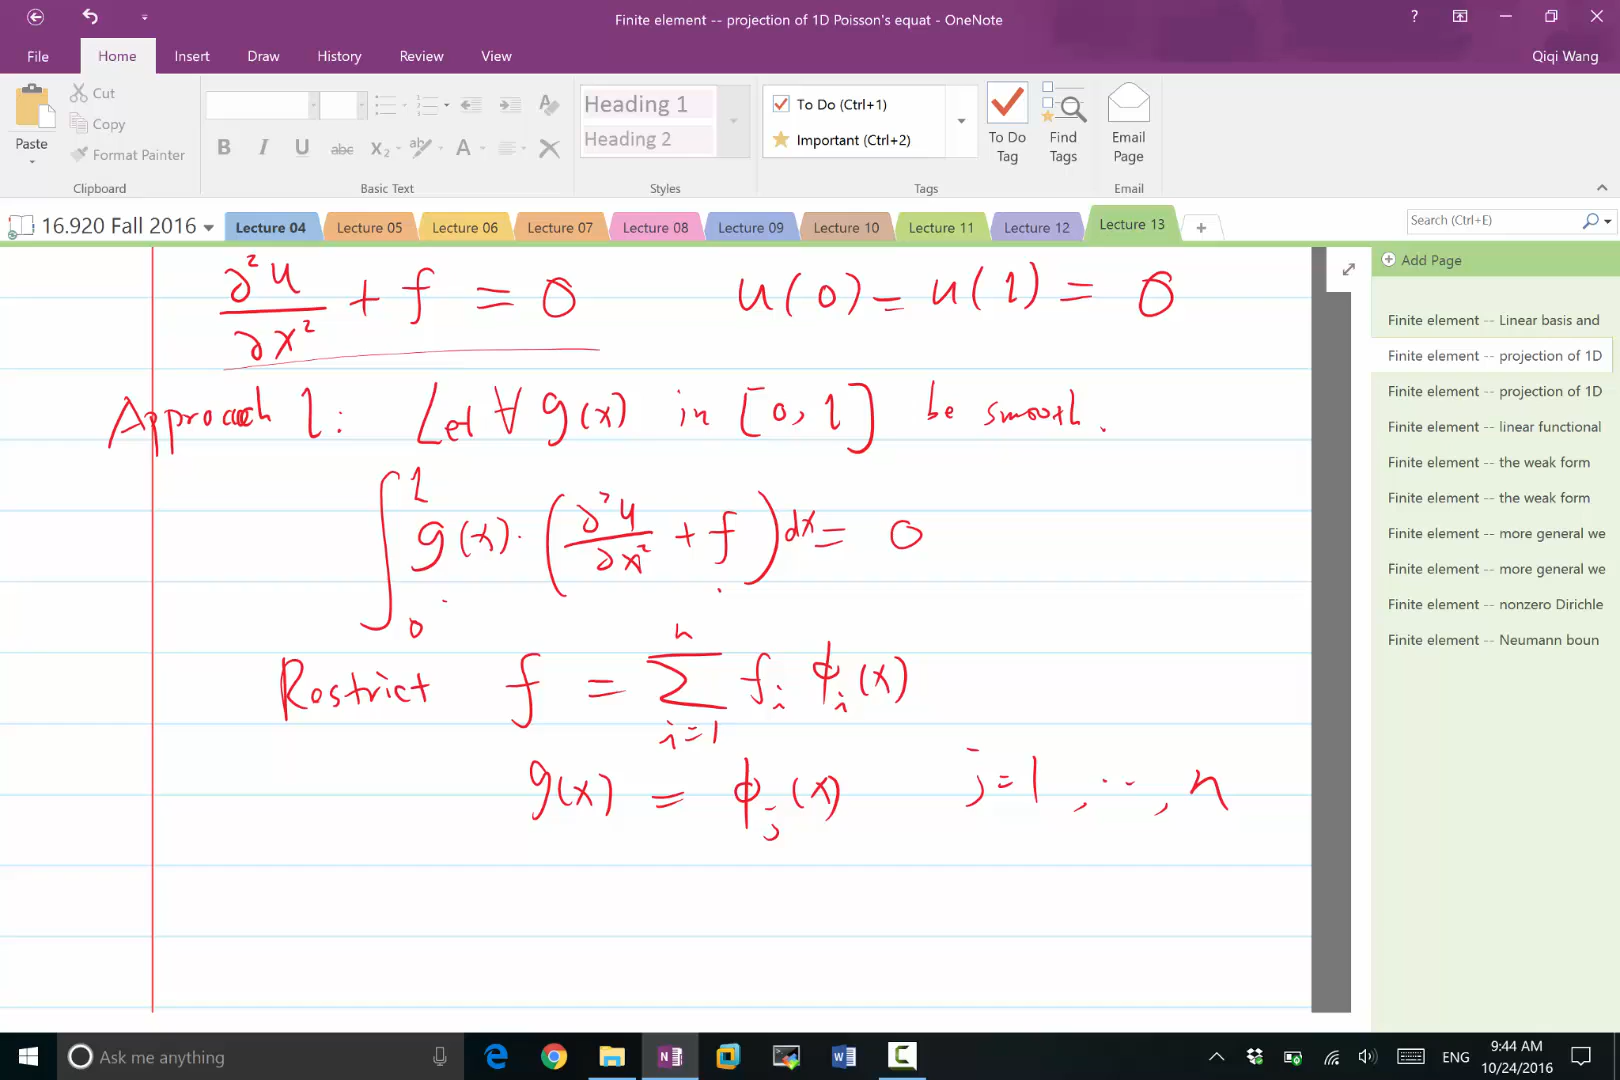 Finite element -- projection of 1D Poisson's equat - OneNote
?
File Home Insert Draw History Review View
Qiqi Wang
Paste
Cut
Copy
Format Painter
Clipboard
B I U abc X₂ A
Basic Text
Heading 1
Heading 2
Styles
To Do (Ctrl+1)
Important (Ctrl+2)
To Do Tag
Find Tags
Tags
Email Page
Email
16.920 Fall 2016
Lecture 04 Lecture 05 Lecture 06 Lecture 07 Lecture 08 Lecture 09 Lecture 10 Lecture 11 Lecture 12 Lecture 13 +
Search (Ctrl+E)
∂²u/∂x² + f = 0 u(0) = u(1) = 0
Approach 1: Let ∀ g(x) in [0, 1] be smooth.
∫₀¹ g(x) · (∂²u/∂x² + f) dx = 0
Restrict f = ∑ᵢ₌₁ⁿ fᵢ ϕᵢ(x)
g(x) = ϕⱼ(x) j=1, ..., n
Add Page
Finite element -- Linear basis and
Finite element -- projection of 1D
Finite element -- projection of 1D
Finite element -- linear functional
Finite element -- the weak form
Finite element -- the weak form
Finite element -- more general we
Finite element -- more general we
Finite element -- nonzero Dirichle
Finite element -- Neumann boun
Ask me anything
ENG
9:44 AM
10/24/2016